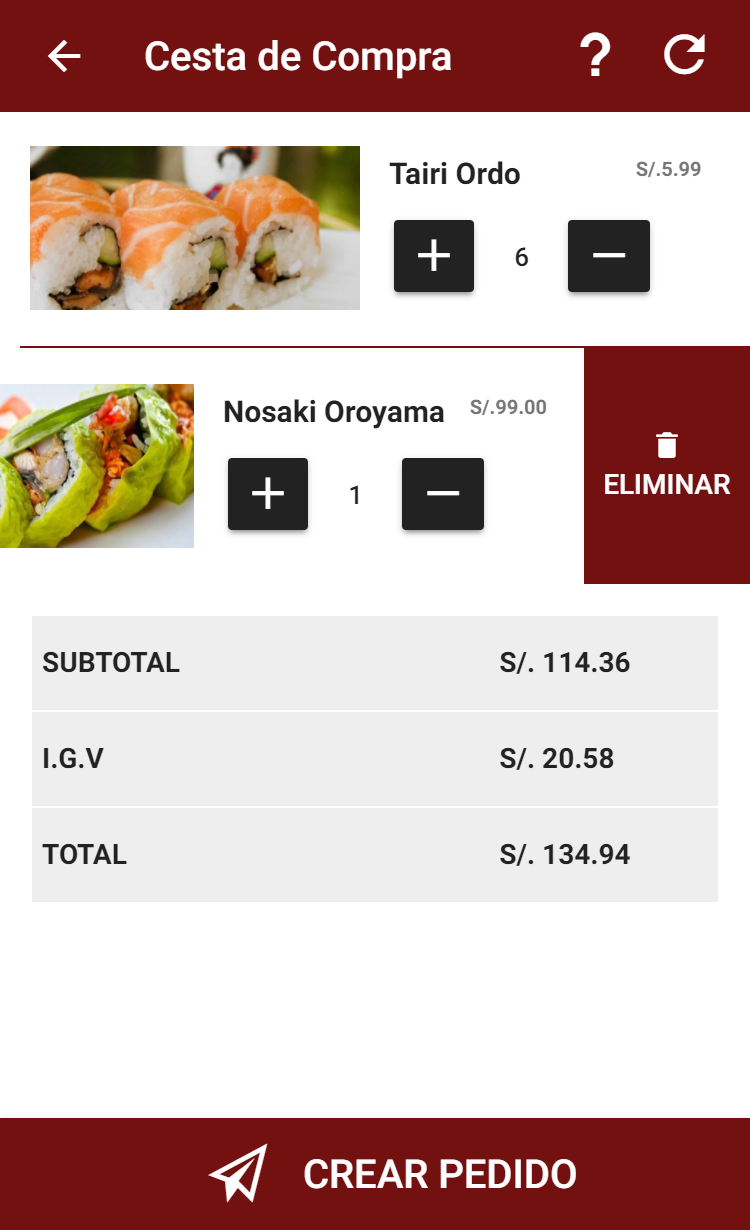 Cesta de Compra
Tairi Ordo S/.5.99
6
Nosaki Oroyama S/.99.00
1
ELIMINAR
SUBTOTAL S/. 114.36
I.G.V S/. 20.58
TOTAL S/. 134.94
CREAR PEDIDO